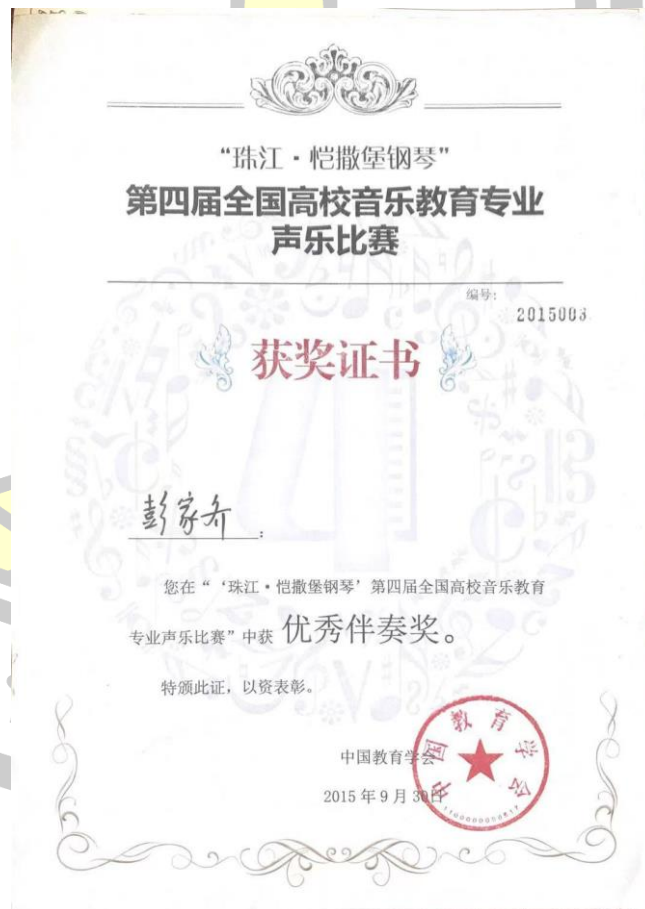 “珠江·恺撒堡钢琴”
第四届全国高校音乐教育专业
声乐比赛
编号:
2015003
获奖证书
彭家 :
您在“‘珠江·恺撒堡钢琴’第四届全国高校音乐教育
专业声乐比赛”中获 优秀伴奏奖。
特颁此证，以资表彰。
中国教育学会
2015年9月30日
中国教育学会